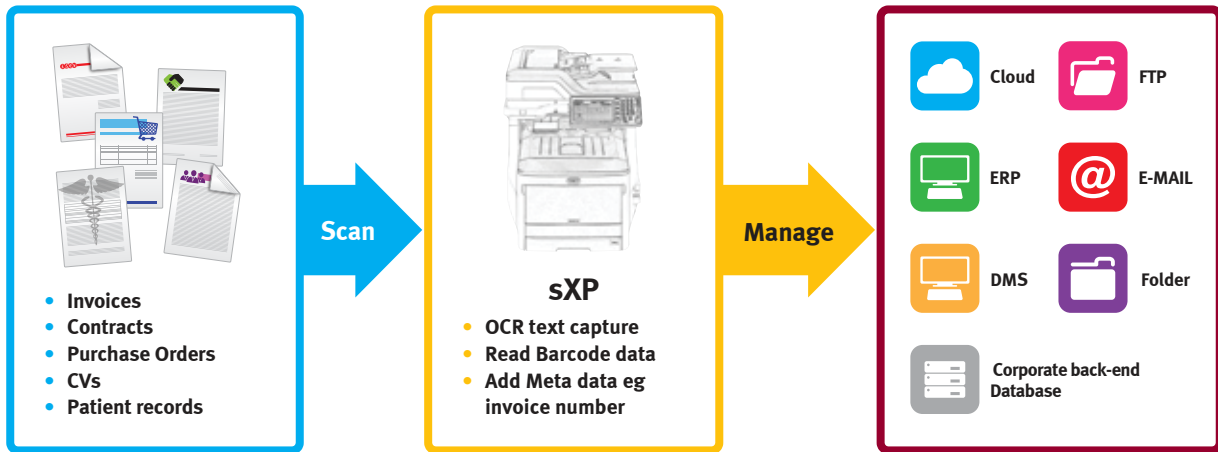 Invoices
Contracts
Purchase Orders
CVs
Patient records
Scan
sXP
OCR text capture
Read Barcode data
Add Meta data eg
invoice number
Manage
Cloud
FTP
ERP
@
E-MAIL
DMS
Folder
Corporate back-end
Database